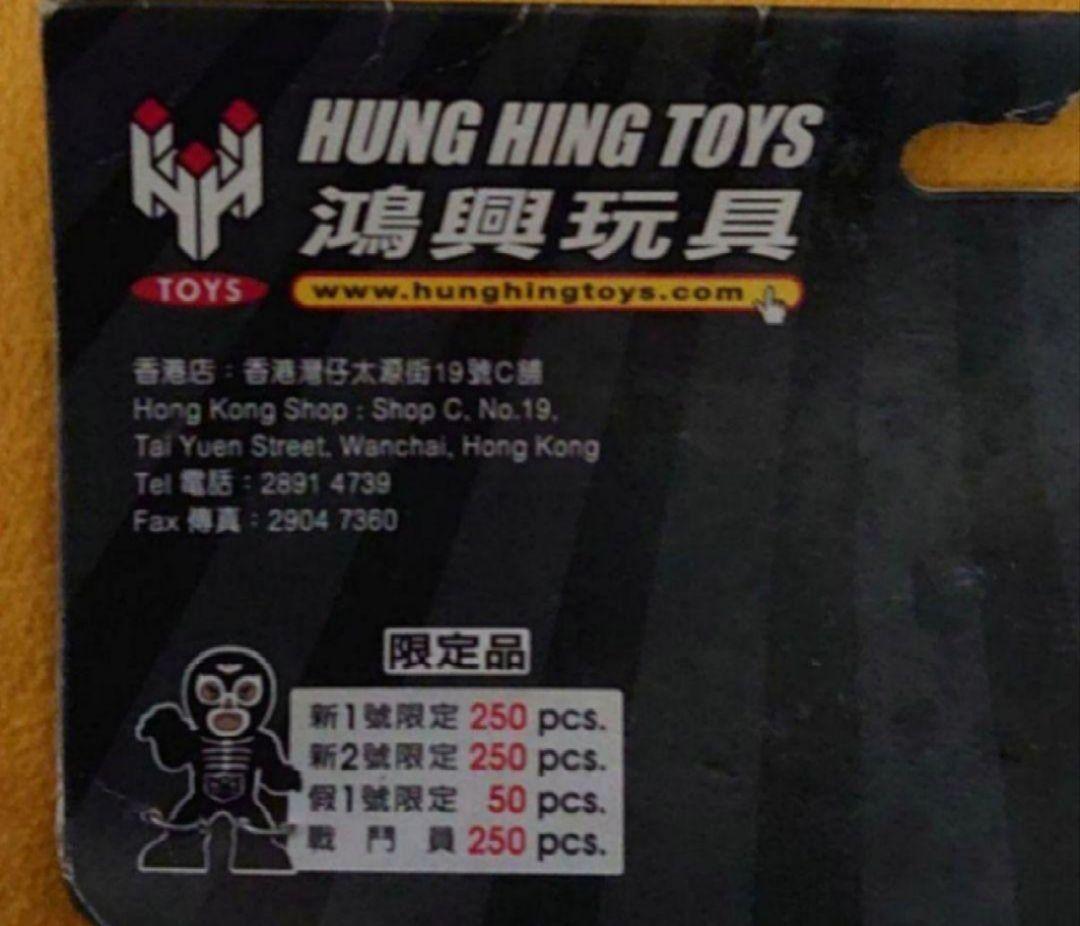 HUNG HING TOYS
鴻興玩具
TOYS
www.hunghingtoys.com
香港店：香港灣仔太源街19號C舖
Hong Kong Shop : Shop C, No.19,
Tai Yuen Street, Wanchai, Hong Kong
Tel 電話：2891 4739
Fax 傳真：2904 7360
限定品
新1號限定 250 pcs.
新2號限定 250 pcs.
假1號限定 50 pcs.
戰鬥員 250 pcs.